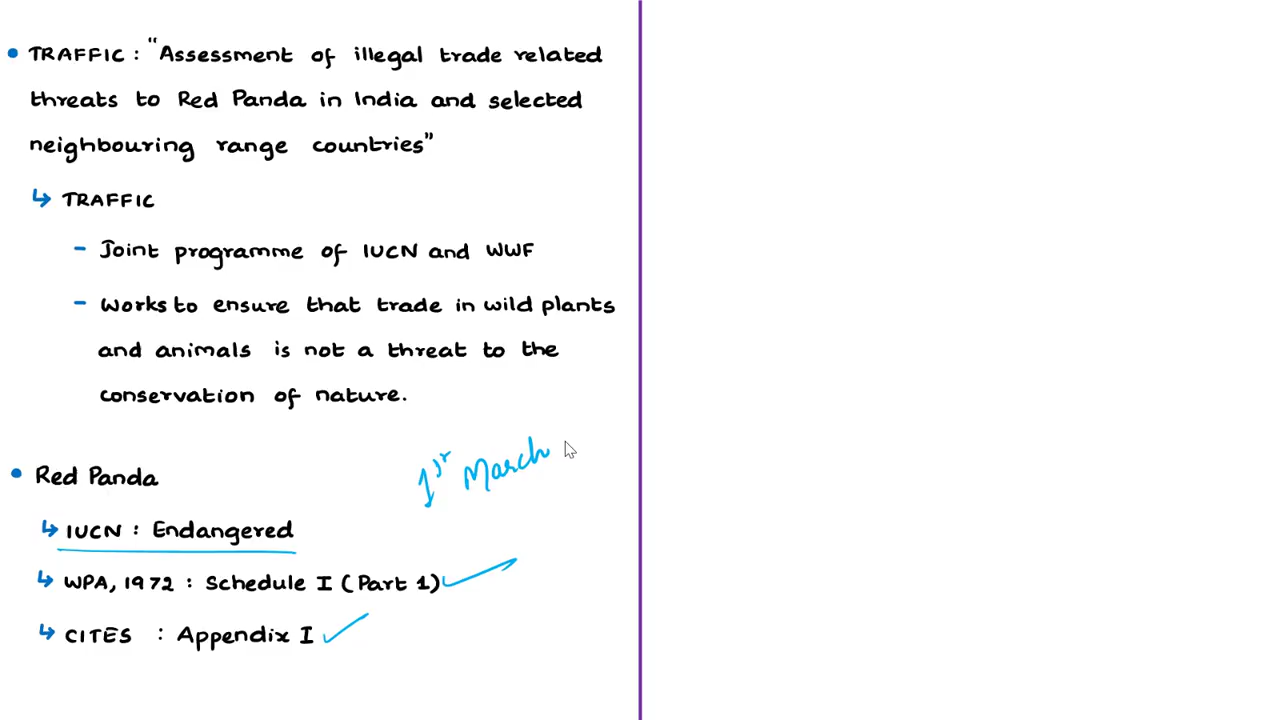 • TRAFFIC : "Assessment of illegal trade related
threats to Red Panda in India and selected
neighbouring range countries"
↳ TRAFFIC
- Joint programme of IUCN and WWF
- Works to ensure that trade in wild plants
and animals is not a threat to the
conservation of nature.
1st March
• Red Panda
↳ IUCN : Endangered
↳ WPA, 1972 : Schedule I (Part 1)
↳ CITES : Appendix I